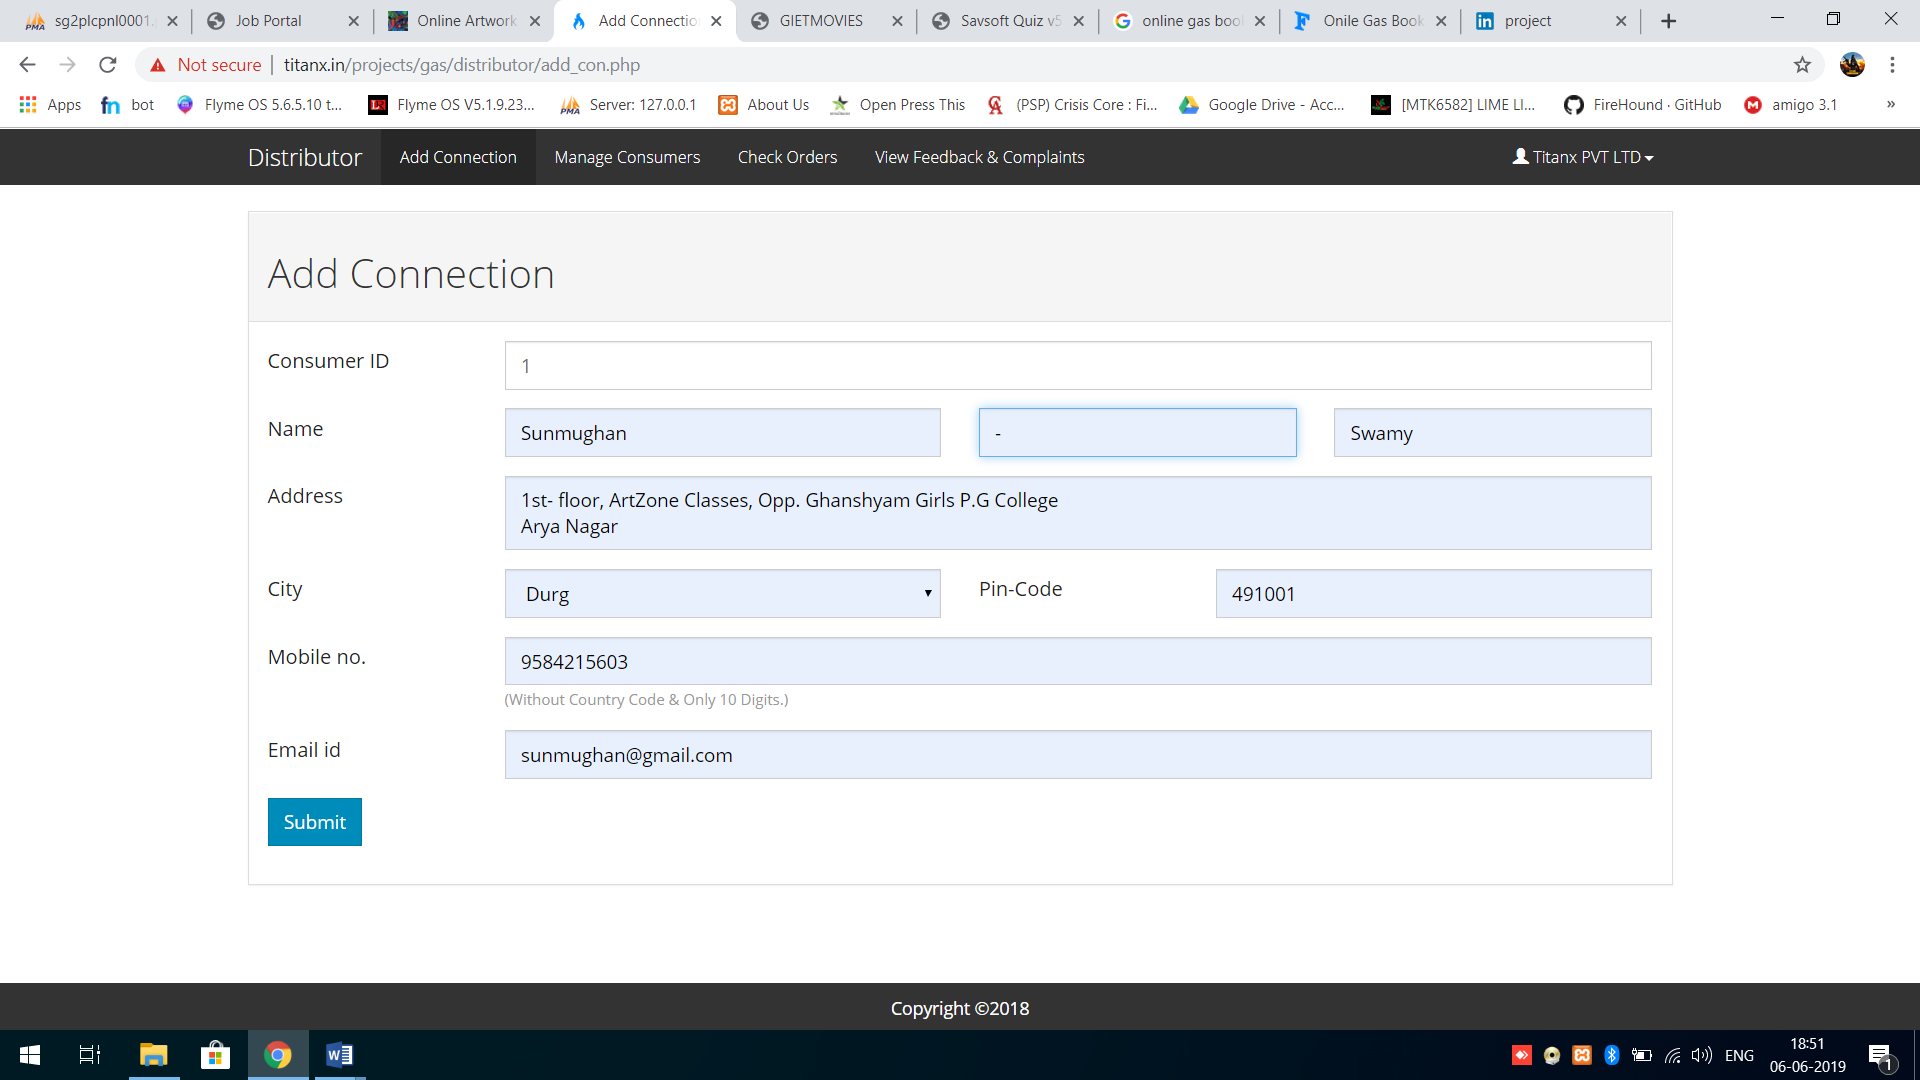 sg2plcpnl0001.
Job Portal
Online Artwork
Add Connectio
GIETMOVIES
Savsoft Quiz v5
online gas boo
Onile Gas Book
project
Not secure | titanx.in/projects/gas/distributor/add_con.php
Apps
bot
Flyme OS 5.6.5.10 t...
Flyme OS V5.1.9.23...
Server: 127.0.0.1
About Us
Open Press This
(PSP) Crisis Core : Fi...
Google Drive - Acc...
[MTK6582] LIME LI...
FireHound · GitHub
amigo 3.1
»
Distributor
Add Connection
Manage Consumers
Check Orders
View Feedback & Complaints
Titanx PVT LTD
Add Connection
Consumer ID
1
Name
Sunmughan
-
Swamy
Address
1st- floor, ArtZone Classes, Opp. Ghanshyam Girls P.G College
Arya Nagar
City
Durg
Pin-Code
491001
Mobile no.
9584215603
(Without Country Code & Only 10 Digits.)
Email id
sunmughan@gmail.com
Submit
Copyright ©2018
ENG
18:51
06-06-2019
1